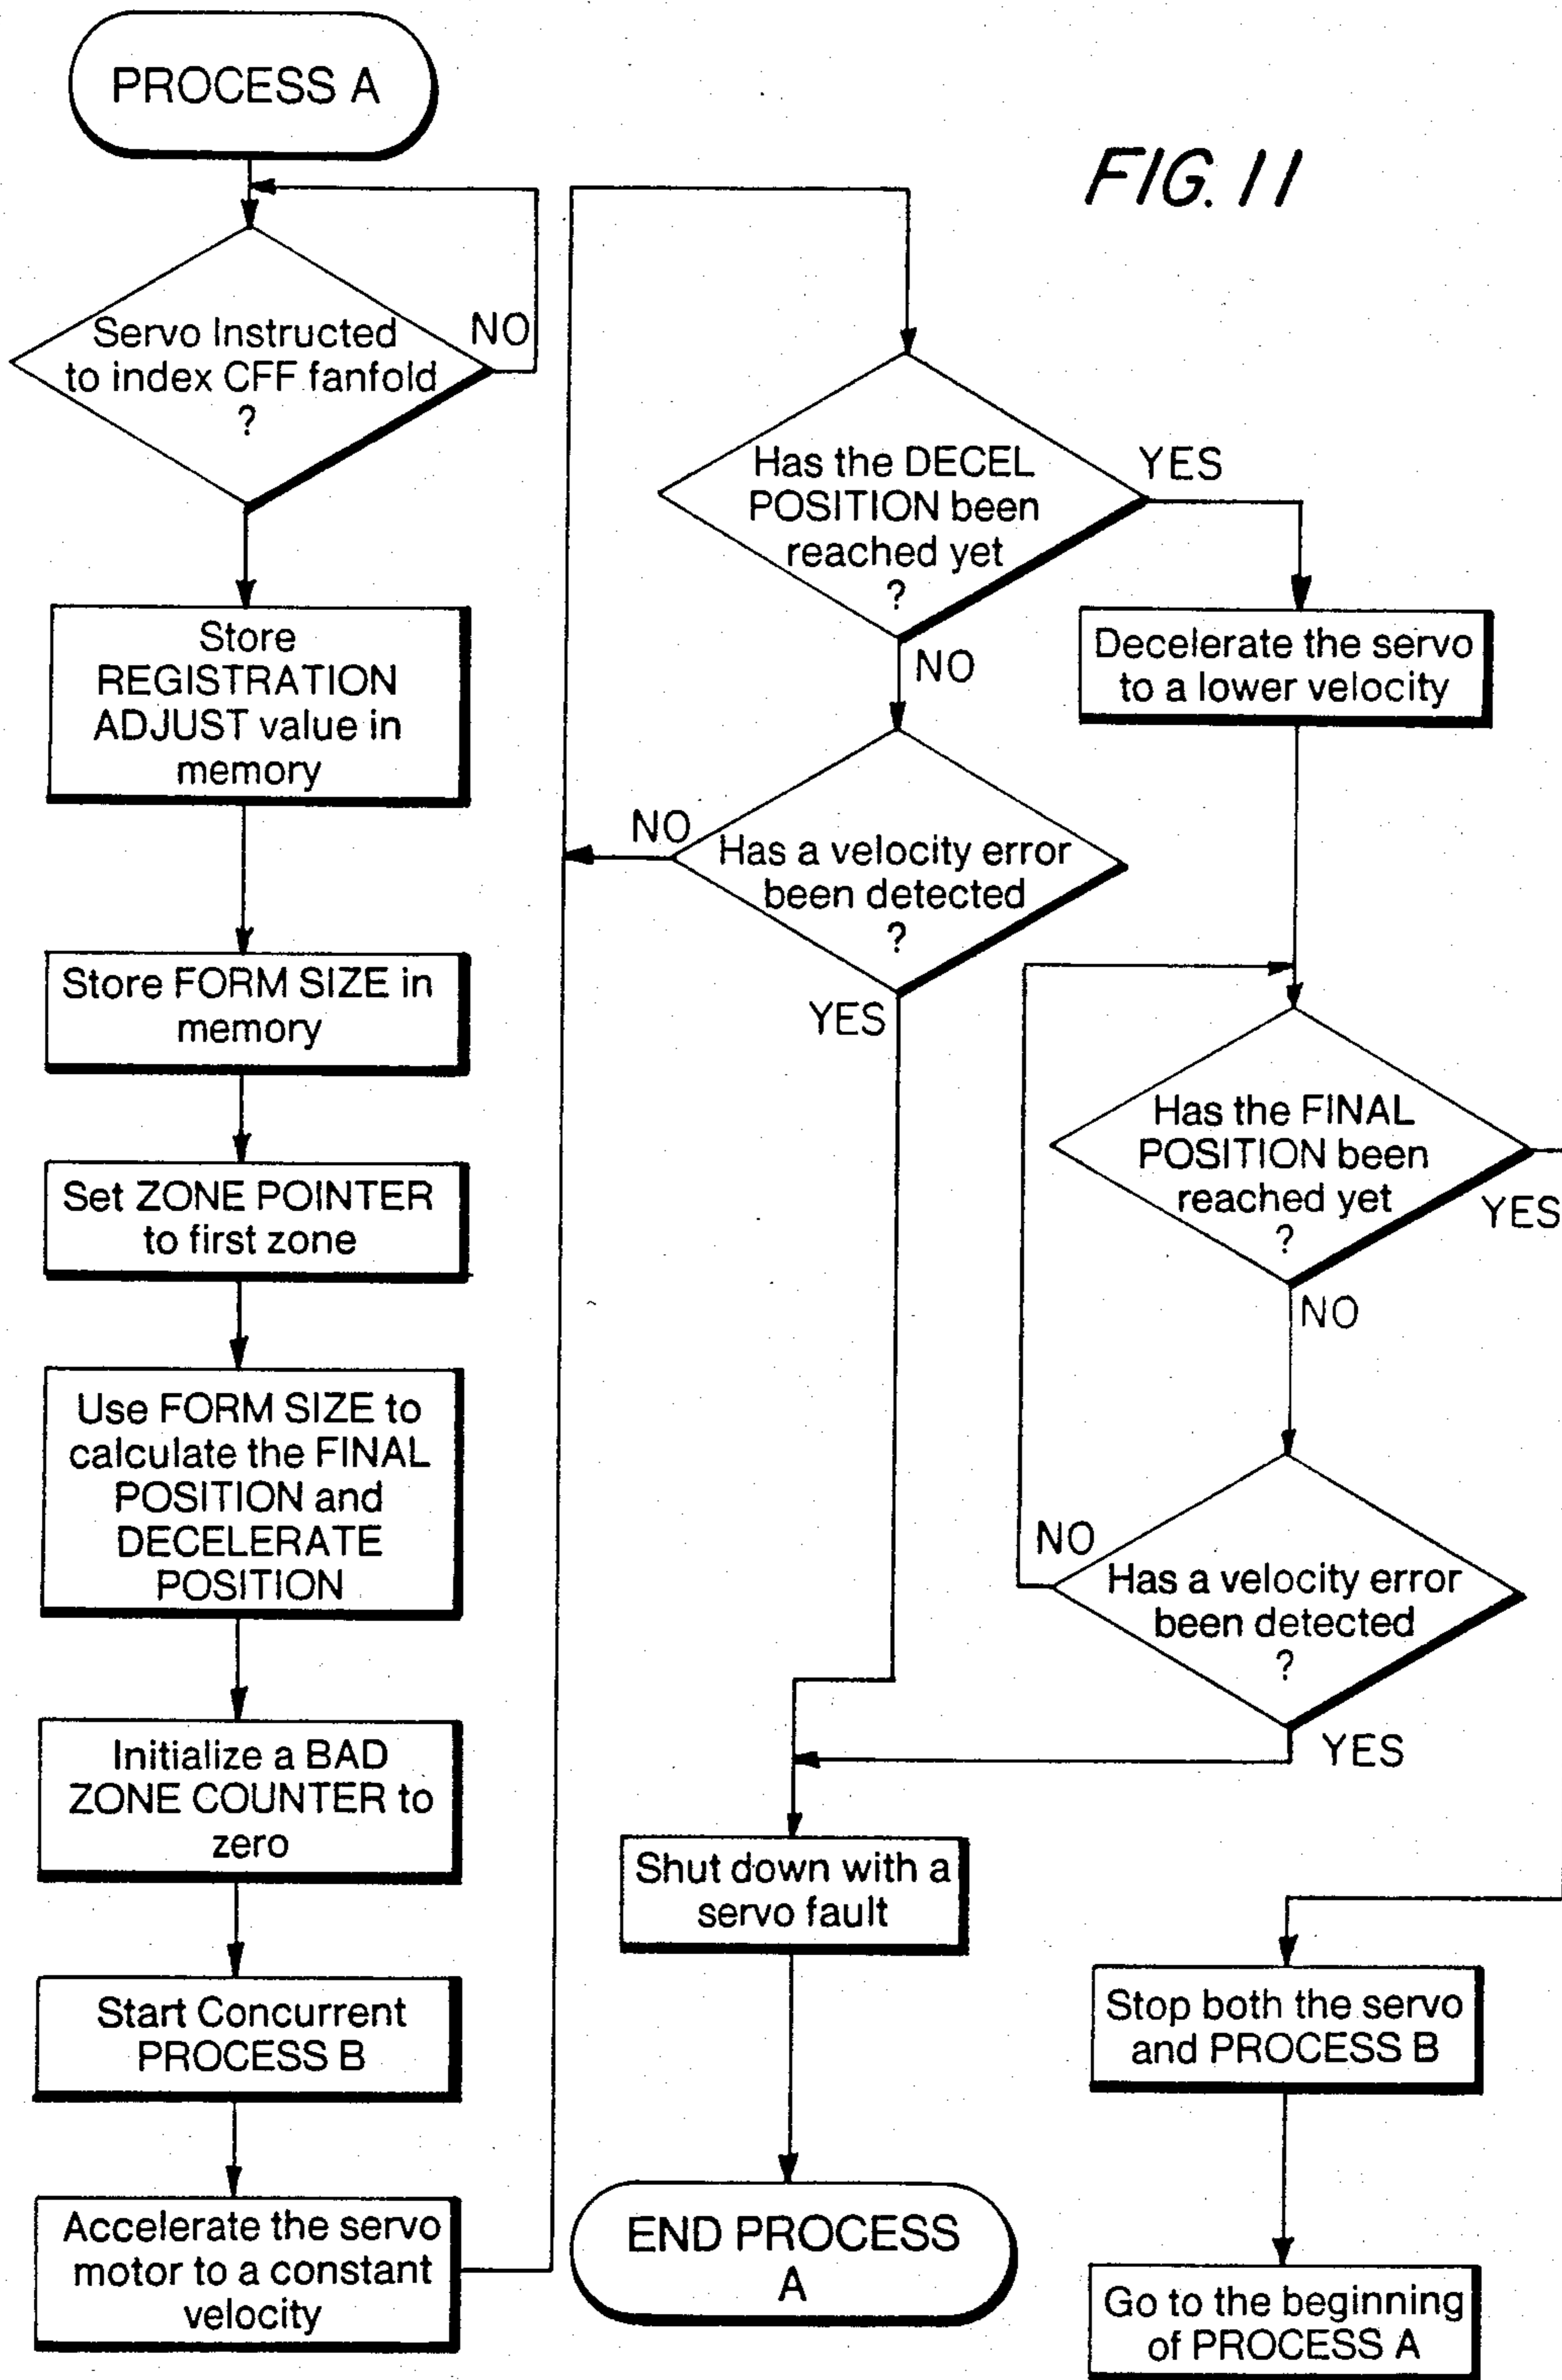 PROCESS A
FIG. 11
Servo Instructed
to index CFF fanfold
?
NO
Store
REGISTRATION
ADJUST value in
memory
Store FORM SIZE in
memory
Set ZONE POINTER
to first zone
Use FORM SIZE to
calculate the FINAL
POSITION and
DECELERATE
POSITION
Initialize a BAD
ZONE COUNTER to
zero
Start Concurrent
PROCESS B
Accelerate the servo
motor to a constant
velocity
Has the DECEL
POSITION been
reached yet
?
YES
NO
Has a velocity error
been detected
?
NO
YES
Decelerate the servo
to a lower velocity
Has the FINAL
POSITION been
reached yet
?
YES
NO
Has a velocity error
been detected
?
NO
YES
Shut down with a
servo fault
END PROCESS
A
Stop both the servo
and PROCESS B
Go to the beginning
of PROCESS A